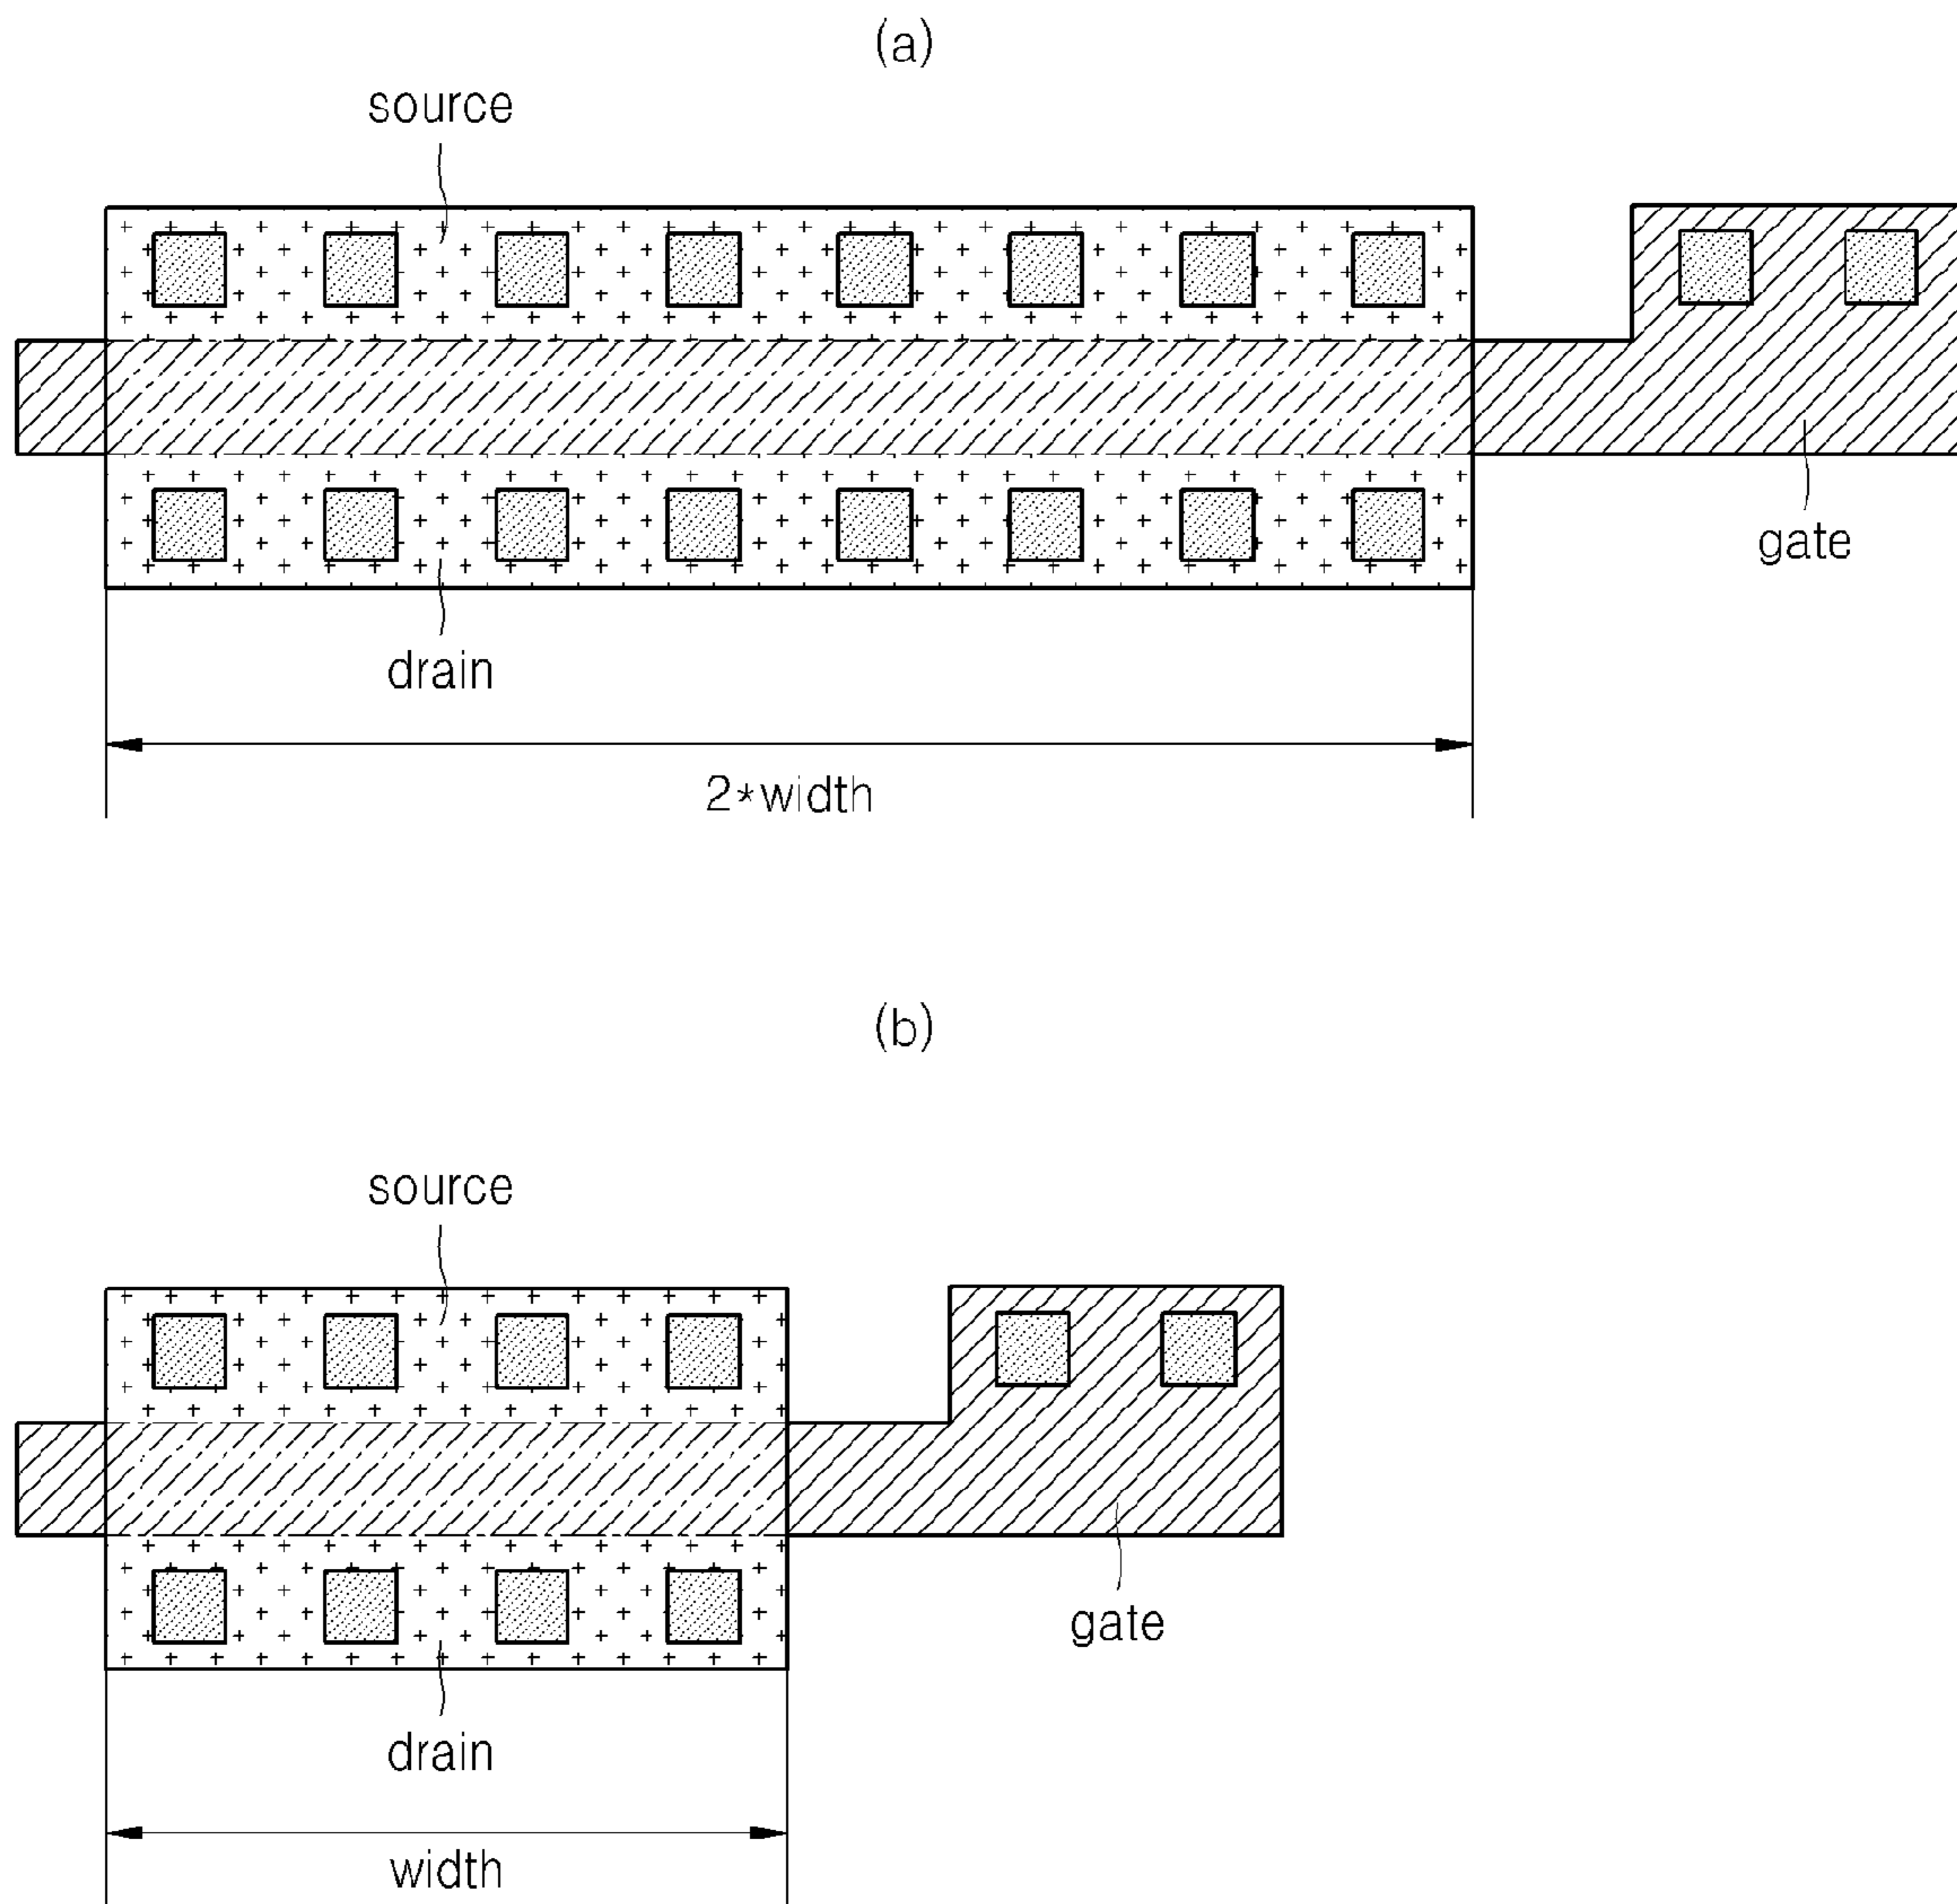 (a)
source
gate
drain
2*width
(b)
source
gate
drain
width